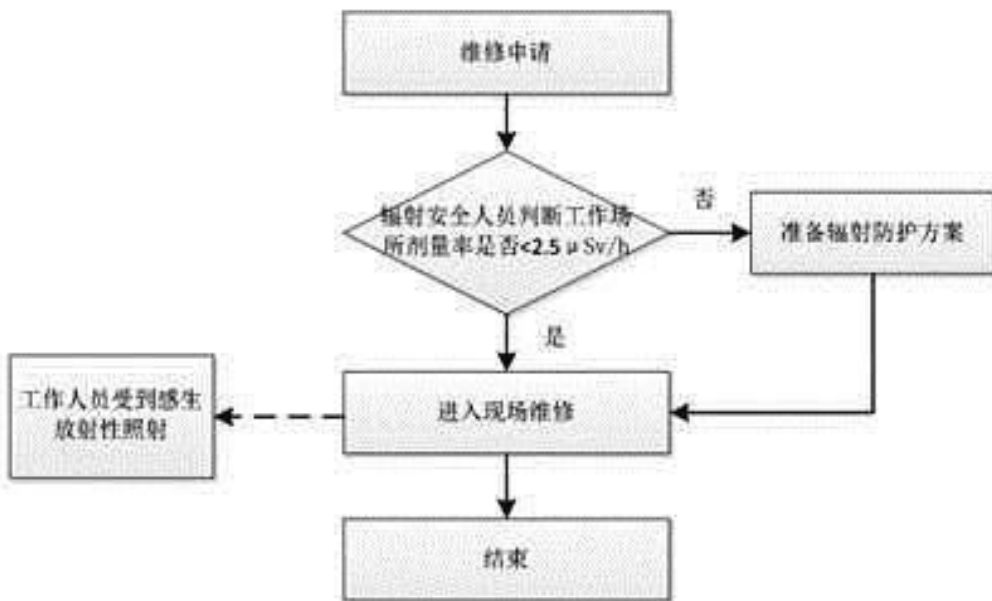 维修申请
辐射安全人员判断工作场
所剂量率是否<2.5μSv/h
否
准备辐射防护方案
是
工作人员受到感生
放射性照射
进入现场维修
结束